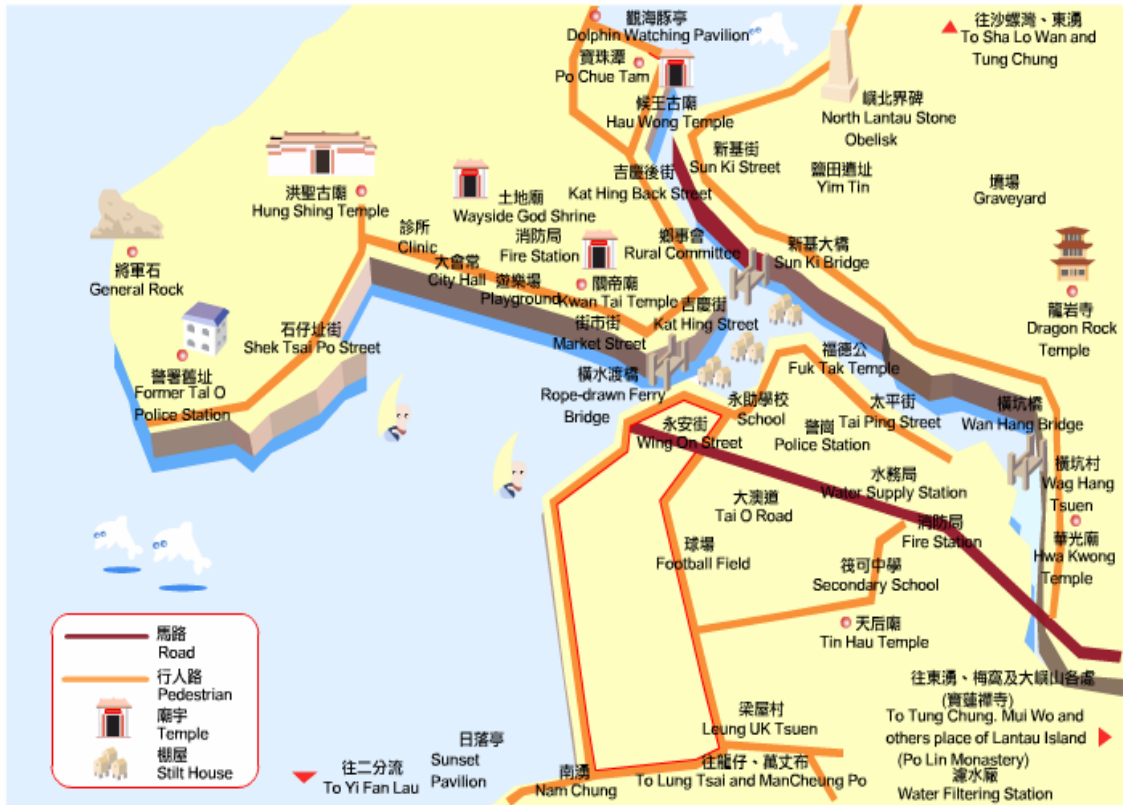 觀海豚亭
Dolphin Watching Pavilion
往沙螺灣、東湧
To Sha Lo Wan and
Tung Chung
寶珠潭
Po Chue Tam
候王古廟
Hau Wong Temple
嶼北界碑
North Lantau Stone
Obelisk
新基街
Sun Ki Street
鹽田遺址
Yim Tin
墳場
Graveyard
吉慶後街
Kat Hing Back Street
洪聖古廟
Hung Shing Temple
土地廟
Wayside God Shrine
診所
Clinic
消防局
Fire Station
鄉事會
Rural Committee
新基大橋
Sun Ki Bridge
將軍石
General Rock
大會常
City Hall
遊樂場
Playground
關帝廟
Kwan Tai Temple
吉慶街
Kat Hing Street
龍岩寺
Dragon Rock
Temple
石仔址街
Shek Tsai Po Street
街市街
Market Street
福德公
Fuk Tak Temple
警署舊址
Former Tai O
Police Station
橫水渡橋
Rope-drawn Ferry
Bridge
永助學校
School
太平街
Tai Ping Street
橫坑橋
Wan Hang Bridge
永安街
Wing On Street
警崗
Police Station
橫坑村
Wag Hang
Tsuen
水務局
Water Supply Station
大澳道
Tai O Road
消防局
Fire Station
華光廟
Hwa Kwong
Temple
球場
Football Field
筏可中學
Secondary School
天后廟
Tin Hau Temple
馬路
Road
行人路
Pedestrian
廟宇
Temple
棚屋
Stilt House
往東湧、梅窩及大嶼山各處
(寶蓮禪寺)
To Tung Chung. Mui Wo and
others place of Lantau Island
(Po Lin Monastery)
濾水廠
Water Filtering Station
梁屋村
Leung UK Tsuen
日落亭
Sunset
Pavilion
往二分流
To Yi Fan Lau
南湧
Nam Chung
往龍仔、萬丈布
To Lung Tsai and ManCheung Po